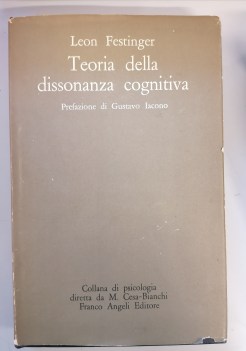 Leon Festinger
Teoria della
dissonanza cognitiva
Prefazione di Gustavo Iacono
Collana di psicologia
diretta da M. Cesa-Bianchi
Franco Angeli Editore